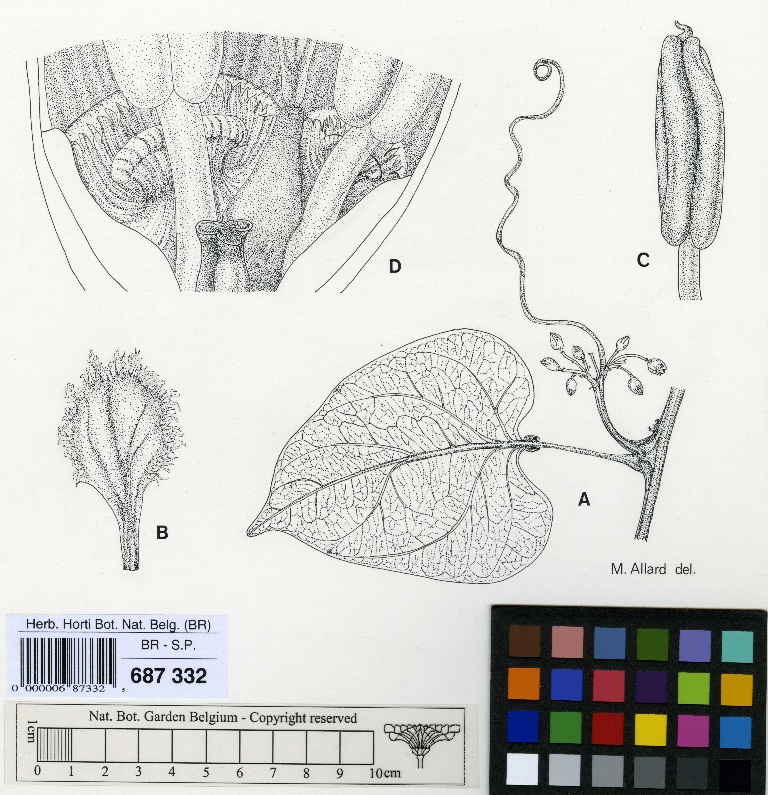 D
C
B
A
M. Allard del.
Herb. Horti Bot. Nat. Belg. (BR)
BR - S.P.
687 332
0 000006 87332 5
Nat. Bot. Garden Belgium - Copyright reserved
1cm
0 1 2 3 4 5 6 7 8 9 10cm